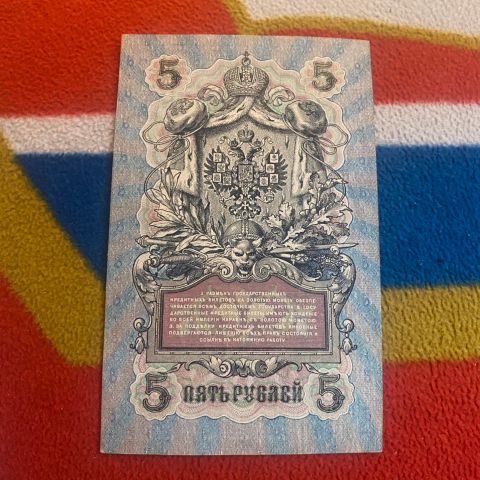 5 5
1. РАЗМѢНЪ ГОСУДАРСТВЕННЫХЪ
КРЕДИТНЫХЪ БИЛЕТОВЪ НА ЗОЛОТУЮ МОНЕТУ ОБЕЗПЕ-
ЧИВАЕТСЯ ВСѢМЪ ДОСТОЯНІЕМЪ ГОСУДАРСТВА. 2. ГОСУ-
ДАРСТВЕННЫЕ КРЕДИТНЫЕ БИЛЕТЫ ИМѢЮТЪ ХОЖДЕНІЕ
ВО ВСЕЙ ИМПЕРІИ НАРАВНѢ СЪ ЗОЛОТОЮ МОНЕТОЮ.
3. ЗА ПОДДѢЛКУ КРЕДИТНЫХЪ БИЛЕТОВЪ ВИНОВНЫЕ
ПОДВЕРГАЮТСЯ ЛИШЕНІЮ ВСѢХЪ ПРАВЪ СОСТОЯНІЯ И
ССЫЛКѢ ВЪ КАТОРЖНУЮ РАБОТУ.
5 ПЯТЬ РУБЛЕЙ 5